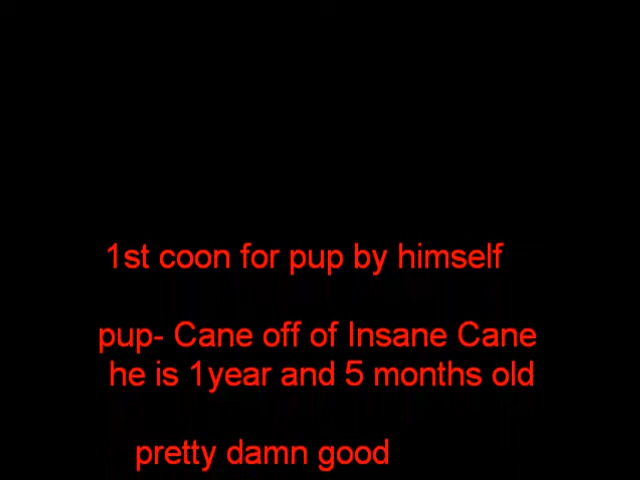 1st coon for pup by himself
pup- Cane off of Insane Cane
he is 1year and 5 months old
pretty damn good